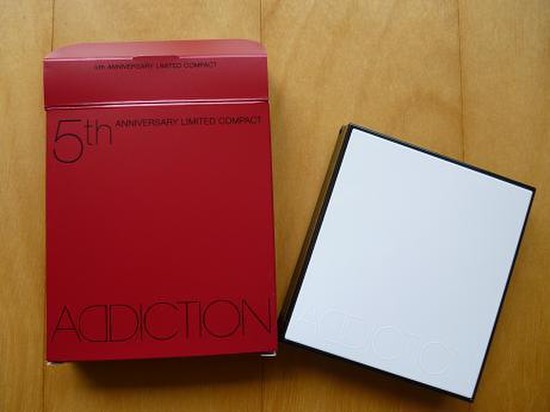 5th ANNIVERSARY LIMITED COMPACT
5th ANNIVERSARY LIMITED COMPACT
ADDICTION
ADDICTION